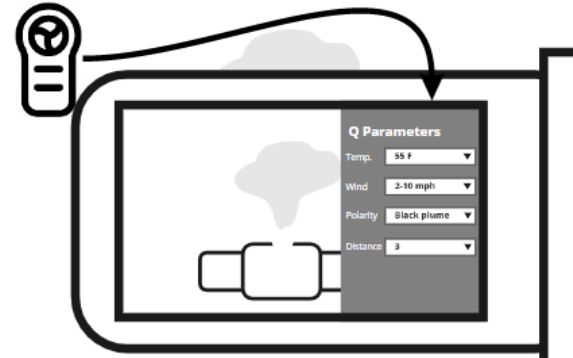 Q Parameters
Temp. 55 F
Wind 2-10 mph
Polarity Black plume
Distance 3